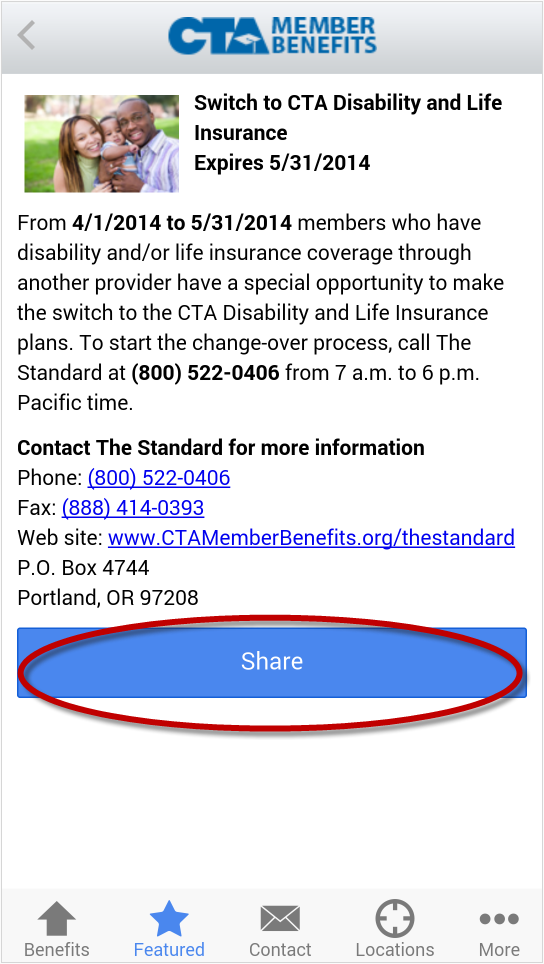 CTA MEMBER
BENEFITS
Switch to CTA Disability and Life
Insurance
Expires 5/31/2014
From 4/1/2014 to 5/31/2014 members who have
disability and/or life insurance coverage through
another provider have a special opportunity to make
the switch to the CTA Disability and Life Insurance
plans. To start the change-over process, call The
Standard at (800) 522-0406 from 7 a.m. to 6 p.m.
Pacific time.
Contact The Standard for more information
Phone: (800) 522-0406
Fax: (888) 414-0393
Web site: www.CTAMemberBenefits.org/thestandard
P.O. Box 4744
Portland, OR 97208
Share
Benefits Featured Contact Locations More